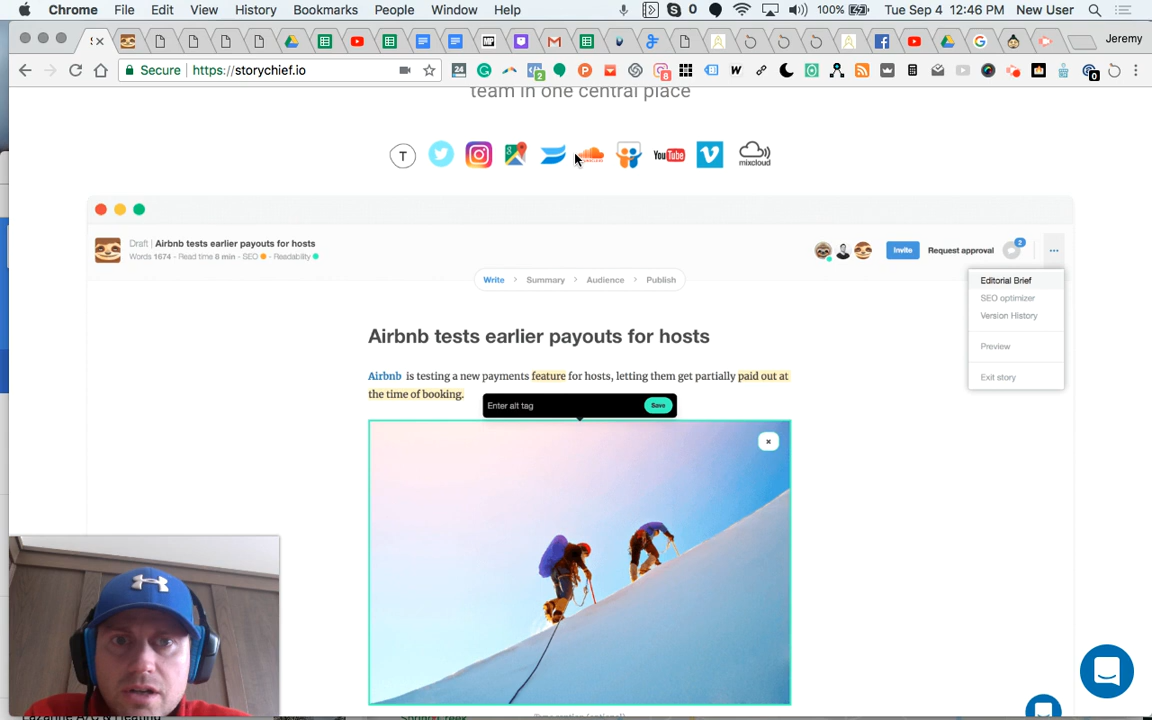 Chrome File Edit View History Bookmarks People Window Help 0 100% Tue Sep 4 12:46 PM New User
Jeremy
Secure https://storychief.io
team in one central place
T YouTube mixcloud
Draft | Airbnb tests earlier payouts for hosts
Words 1674 - Read time 8 min - SEO - Readability
Invite Request approval 2 ...
Write > Summary > Audience > Publish
Editorial Brief
SEO optimizer
Version History
Preview
Exit story
Airbnb tests earlier payouts for hosts
Airbnb is testing a new payments feature for hosts, letting them get partially paid out at
the time of booking.
Enter alt tag Save